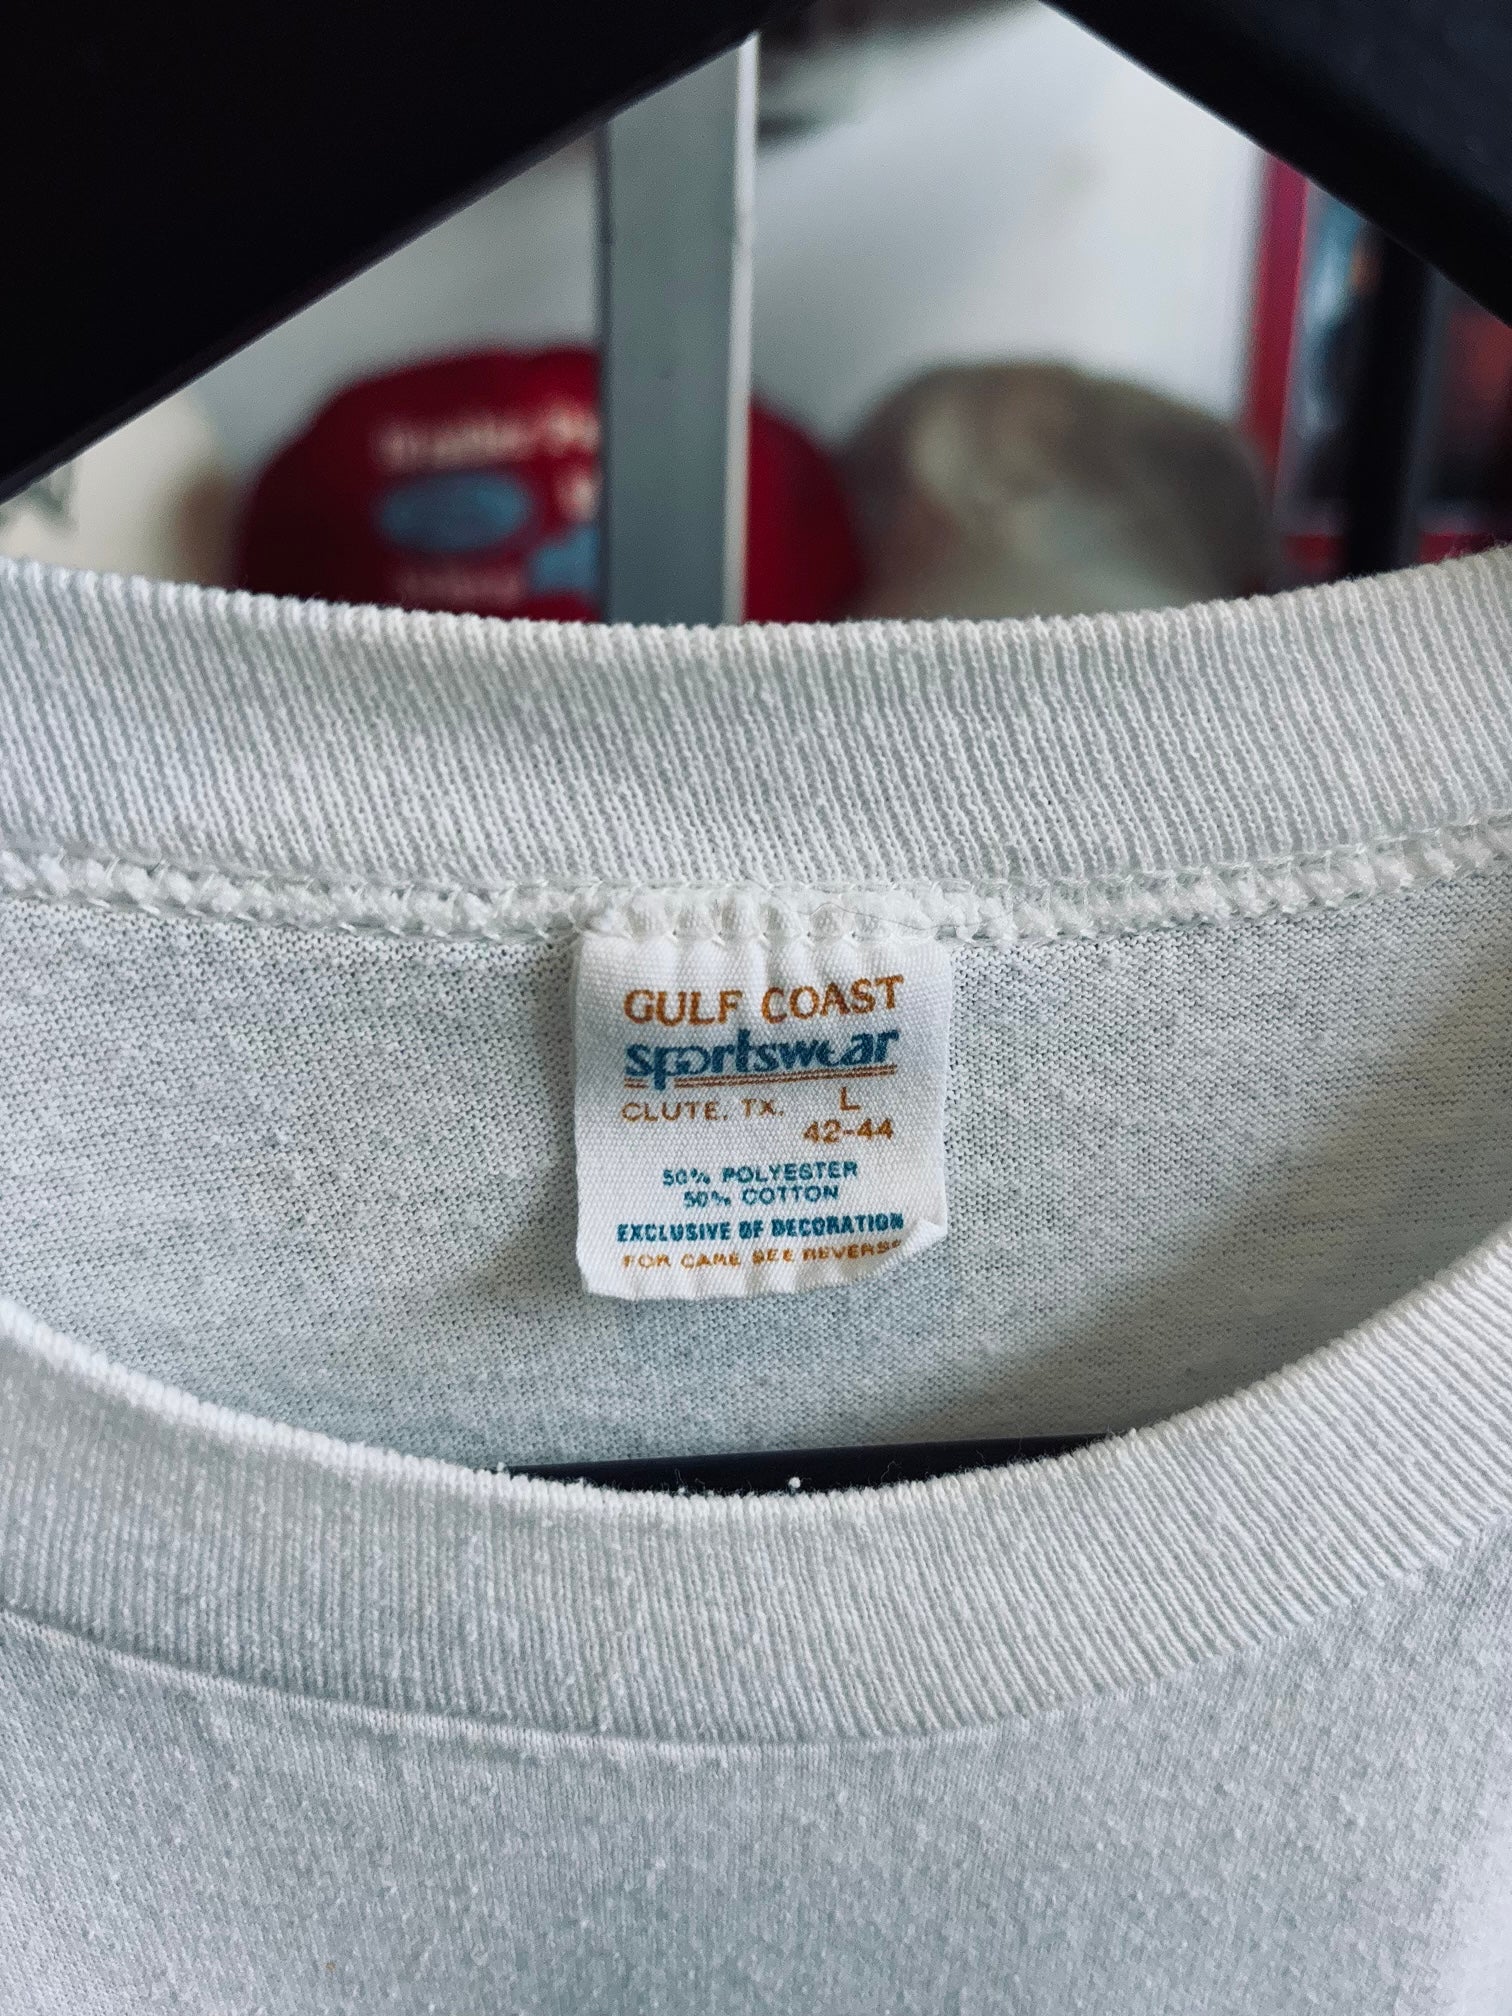 GULF COAST
sportswear
CLUTE, TX. L
42-44
50% POLYESTER
50% COTTON
EXCLUSIVE OF DECORATION
FOR CARE SEE REVERSE